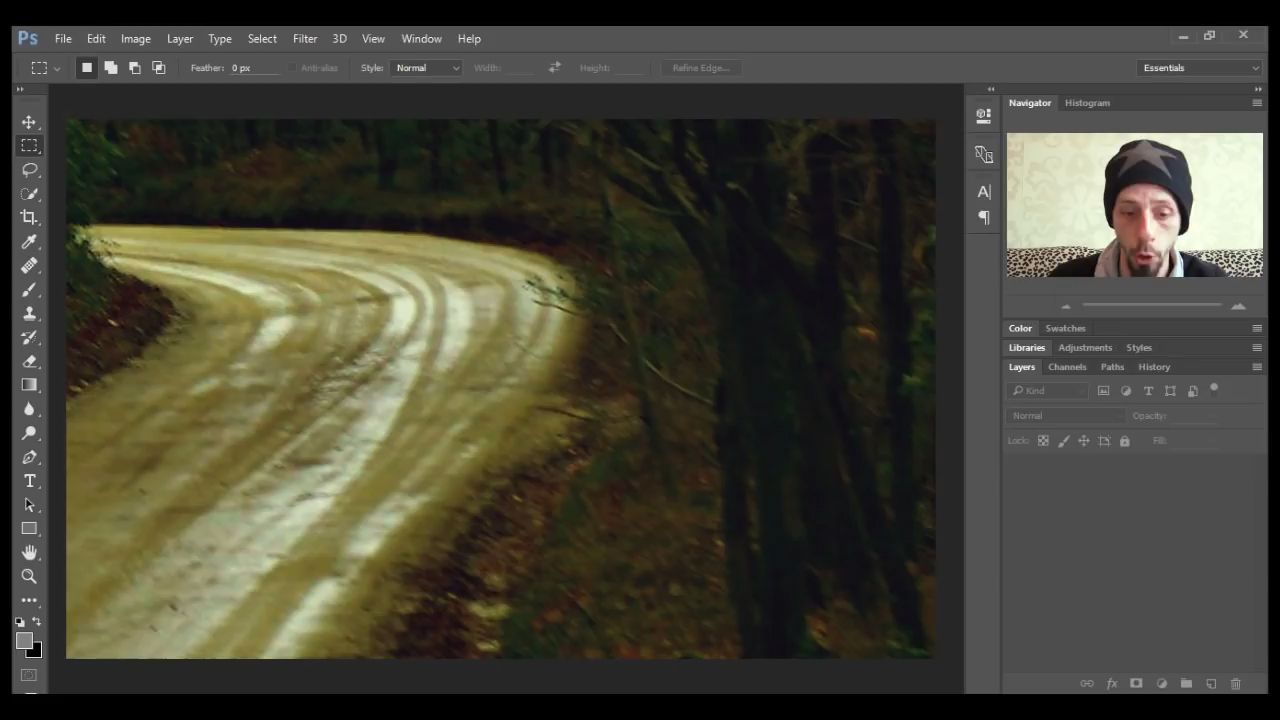 Ps File Edit Image Layer Type Select Filter 3D View Window Help
Feather: 0 px Anti-alias Style: Normal Width: Height: Refine Edge... Essentials
Navigator Histogram
Color Swatches
Libraries Adjustments Styles
Layers Channels Paths History
Kind
Normal Opacity:
Lock: Fill: